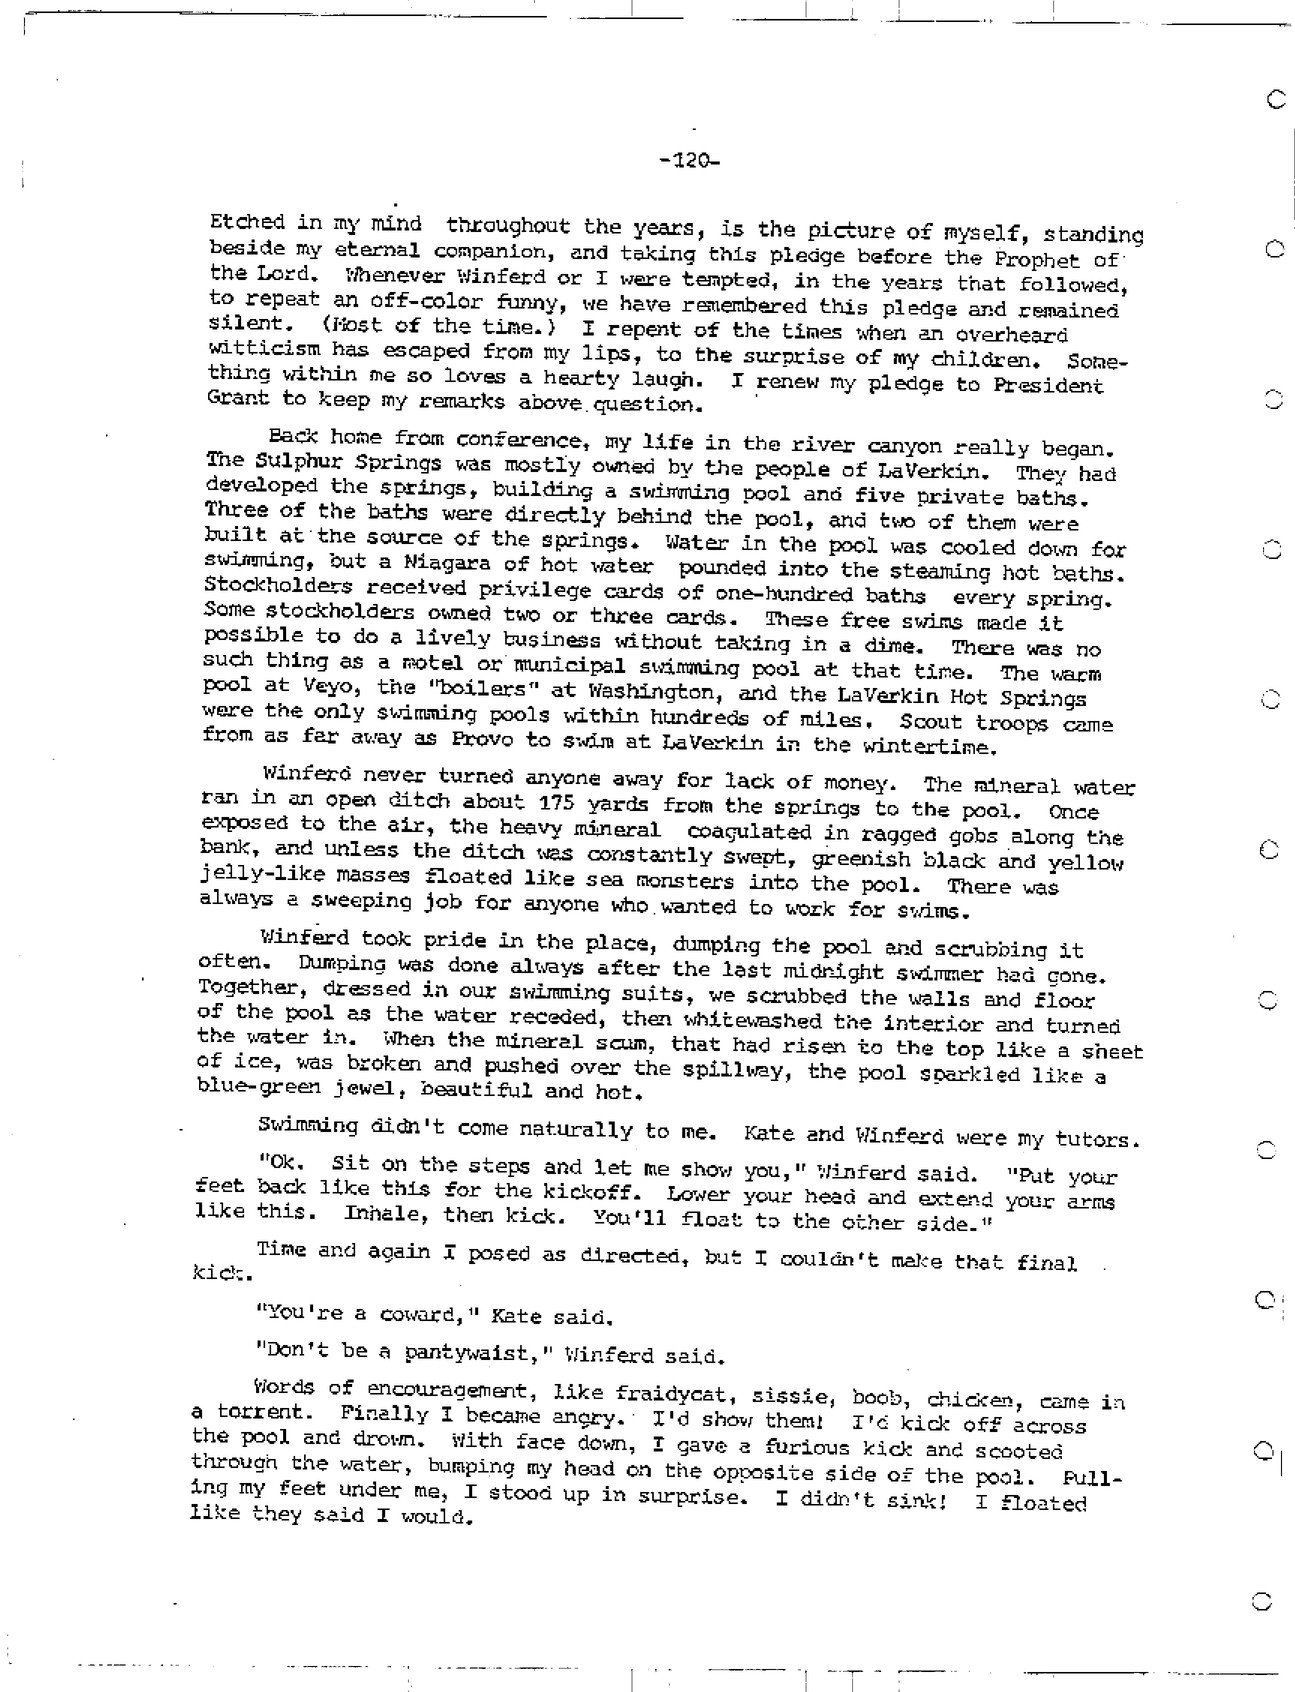 -120-
Etched in my mind throughout the years, is the picture of myself, standing
beside my eternal companion, and taking this pledge before the Prophet of
the Lord. Whenever Winferd or I were tempted, in the years that followed,
to repeat an off-color funny, we have remembered this pledge and remained
silent. (Most of the time.) I repent of the times when an overheard
witticism has escaped from my lips, to the surprise of my children. Some-
thing within me so loves a hearty laugh. I renew my pledge to President
Grant to keep my remarks above question.
Back home from conference, my life in the river canyon really began.
The Sulphur Springs was mostly owned by the people of LaVerkin. They had
developed the springs, building a swimming pool and five private baths.
Three of the baths were directly behind the pool, and two of them were
built at the source of the springs. Water in the pool was cooled down for
swimming, but a Niagara of hot water pounded into the steaming hot baths.
Stockholders received privilege cards of one-hundred baths every spring.
Some stockholders owned two or three cards. These free swims made it
possible to do a lively business without taking in a dime. There was no
such thing as a motel or municipal swimming pool at that time. The warm
pool at Veyo, the "boilers" at Washington, and the LaVerkin Hot Springs
were the only swimming pools within hundreds of miles. Scout troops came
from as far away as Provo to swim at LaVerkin in the wintertime.
Winferd never turned anyone away for lack of money. The mineral water
ran in an open ditch about 175 yards from the springs to the pool. Once
exposed to the air, the heavy mineral coagulated in ragged gobs along the
bank, and unless the ditch was constantly swept, greenish black and yellow
jelly-like masses floated like sea monsters into the pool. There was
always a sweeping job for anyone who wanted to work for swims.
Winferd took pride in the place, dumping the pool and scrubbing it
often. Dumping was done always after the last midnight swimmer had gone.
Together, dressed in our swimming suits, we scrubbed the walls and floor
of the pool as the water receded, then whitewashed the interior and turned
the water in. When the mineral scum, that had risen to the top like a sheet
of ice, was broken and pushed over the spillway, the pool sparkled like a
blue-green jewel, beautiful and hot.
Swimming didn't come naturally to me. Kate and Winferd were my tutors.
"Ok. Sit on the steps and let me show you," Winferd said. "Put your
feet back like this for the kickoff. Lower your head and extend your arms
like this. Inhale, then kick. You'll float to the other side."
Time and again I posed as directed, but I couldn't make that final
kick.
"You're a coward," Kate said.
"Don't be a pantywaist," Winferd said.
Words of encouragement, like fraidycat, sissie, boob, chicken, came in
a torrent. Finally I became angry. I'd show them! I'd kick off across
the pool and drown. With face down, I gave a furious kick and scooted
through the water, bumping my head on the opposite side of the pool. Pull-
ing my feet under me, I stood up in surprise. I didn't sink! I floated
like they said I would.